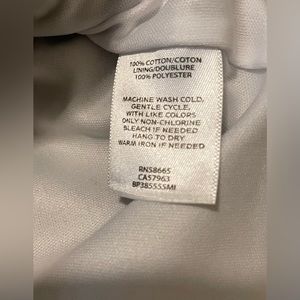 100% COTTON/COTON
LINING/DOUBLURE
100% POLYESTER
MACHINE WASH COLD,
GENTLE CYCLE,
WITH LIKE COLORS
ONLY NON-CHLORINE
BLEACH IF NEEDED
HANG TO DRY
WARM IRON IF NEEDED
RN58665
CA57963
BP38555SMI